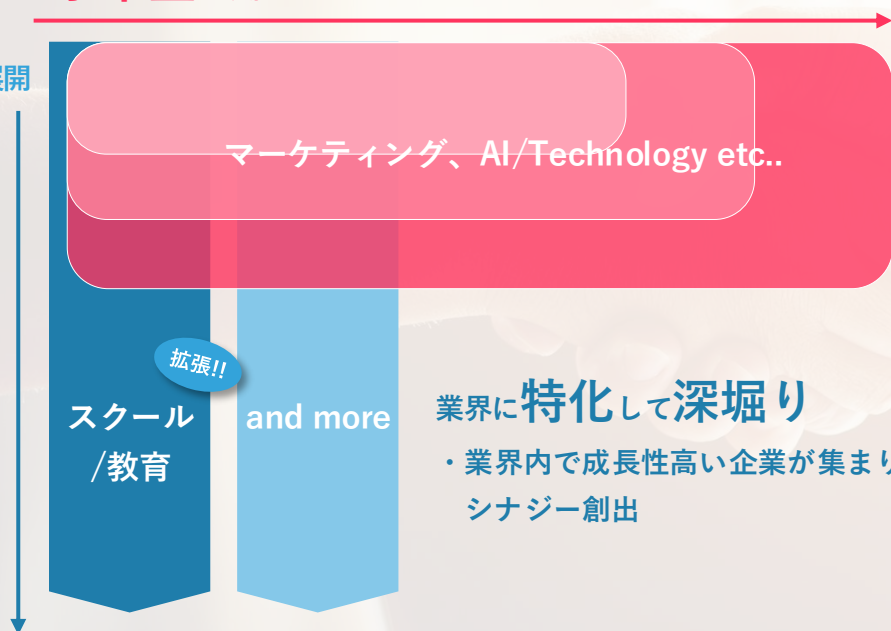 展開
マーケティング、AI/Technology etc..
拡張!!
スクール
/教育
and more
業界に特化して深堀り
・業界内で成長性高い企業が集まり
シナジー創出